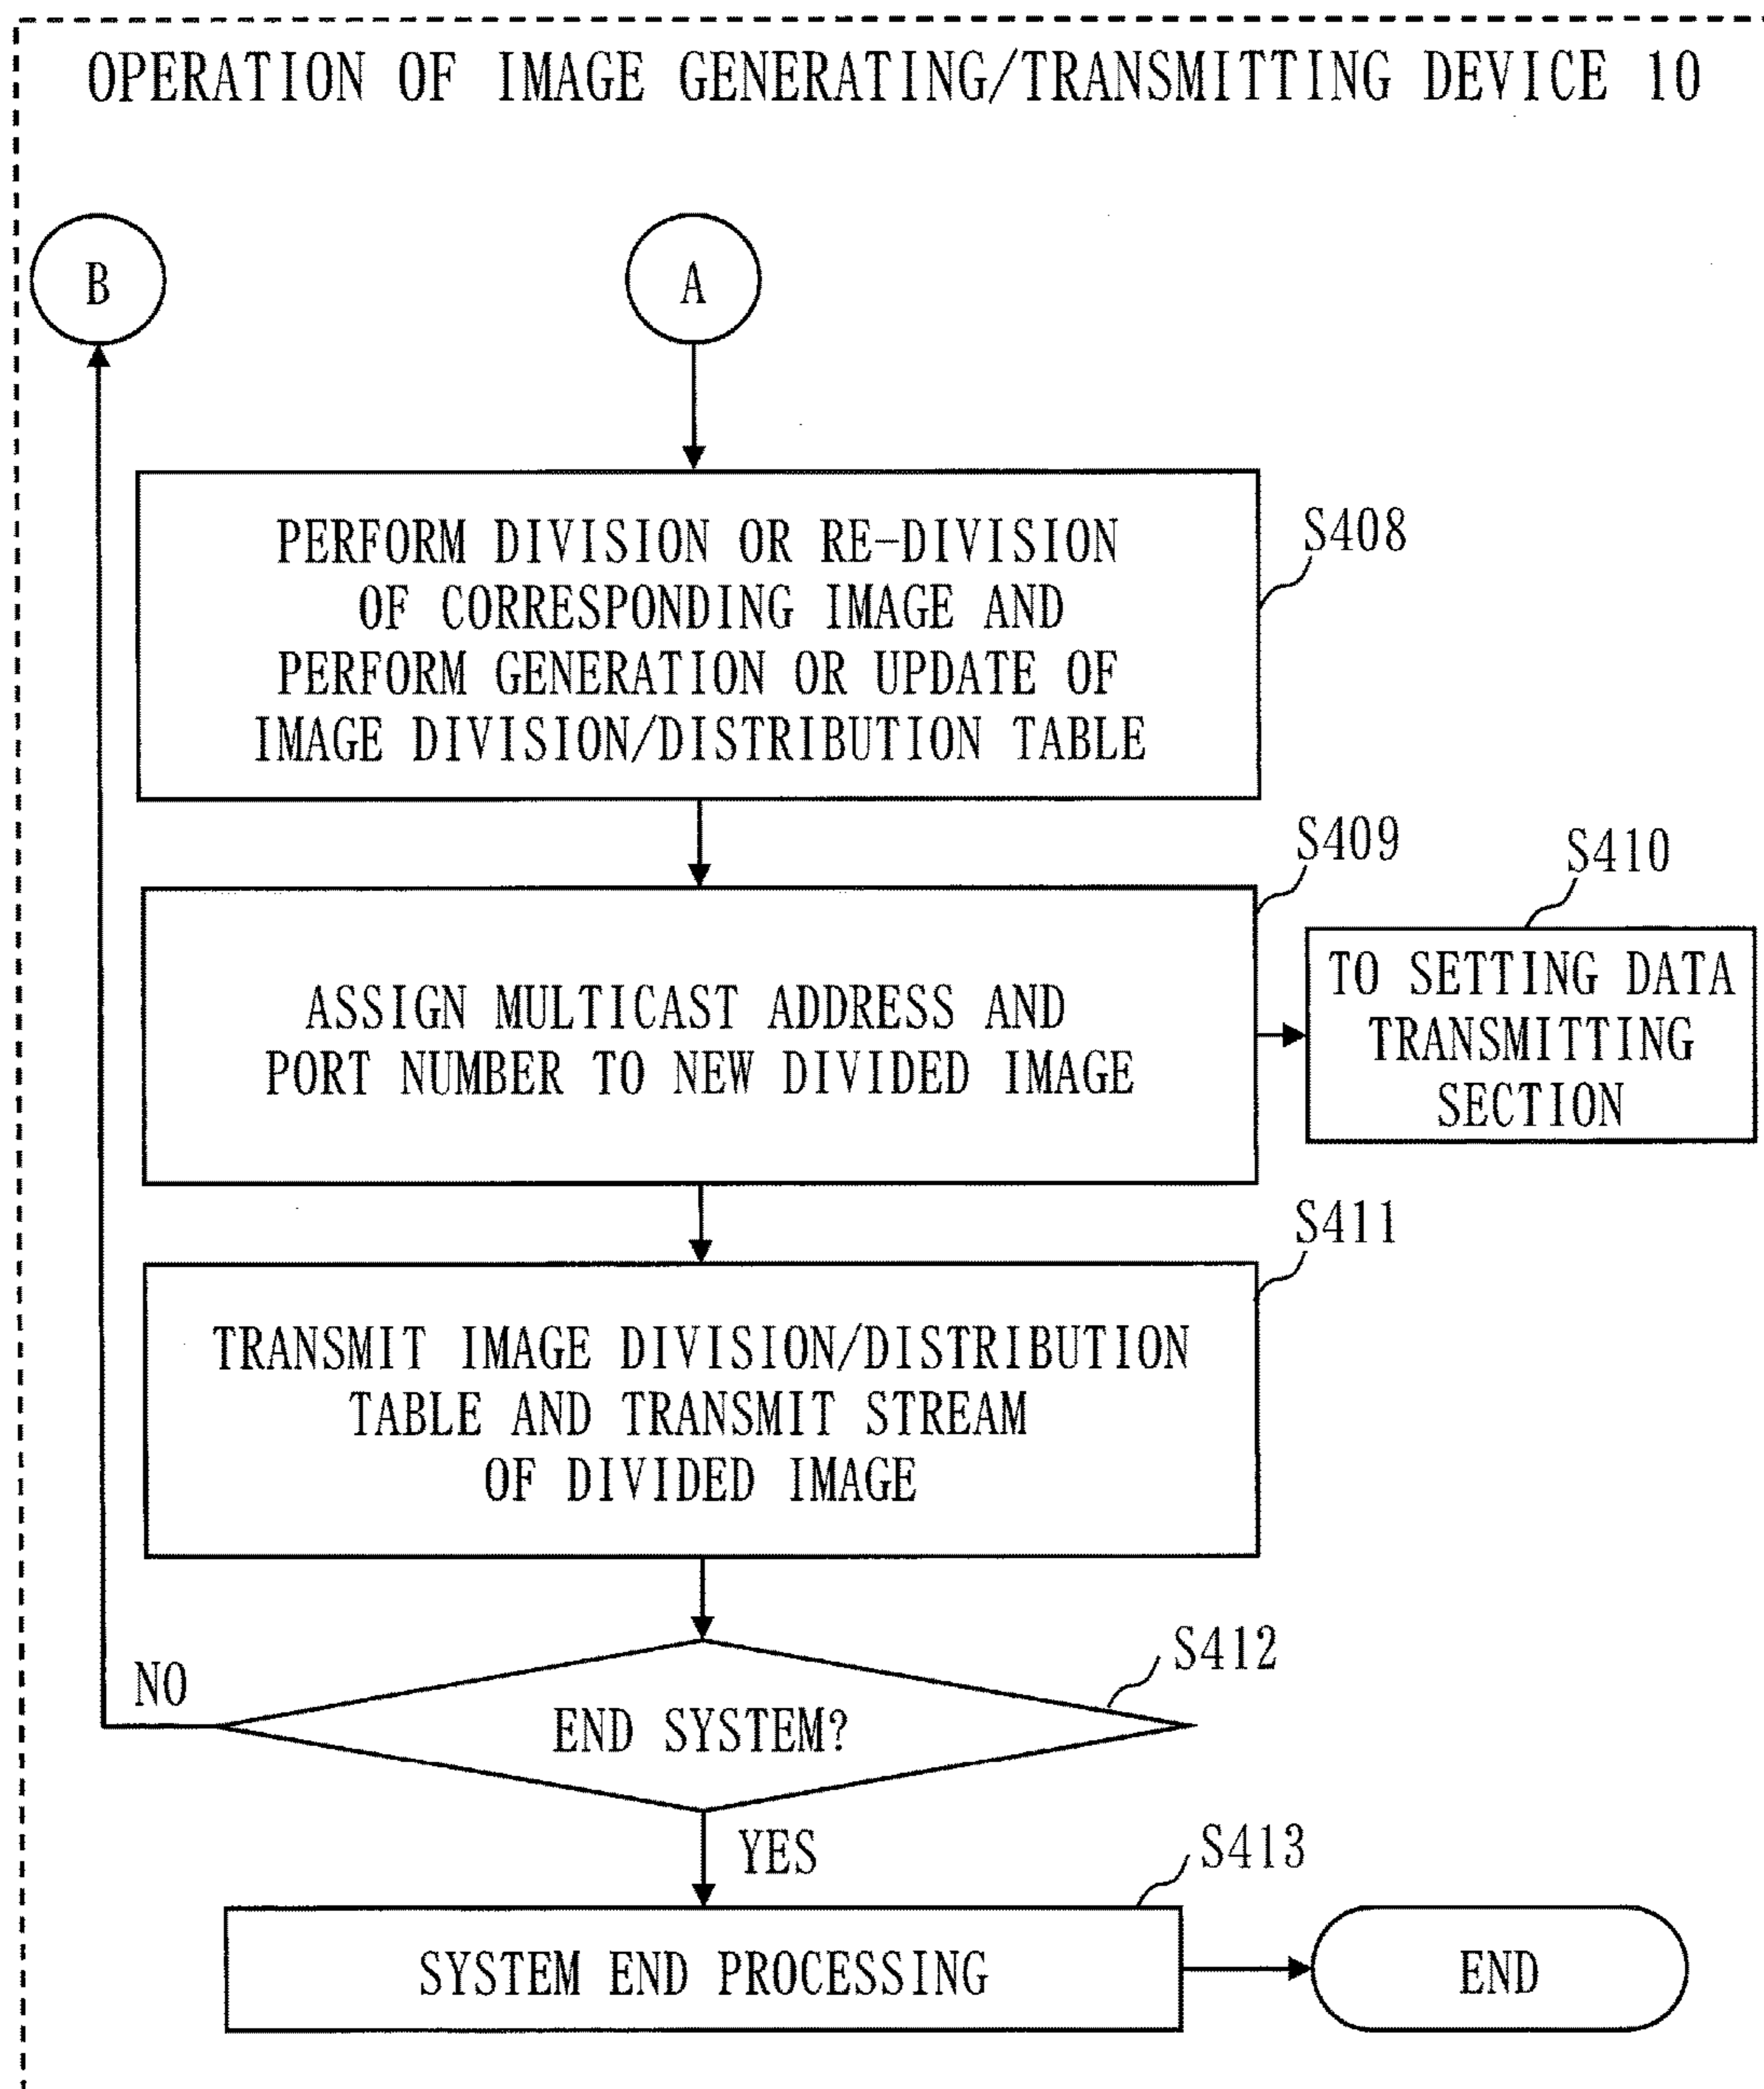 OPERATION OF IMAGE GENERATING/TRANSMITTING DEVICE 10
B
A
PERFORM DIVISION OR RE-DIVISION
OF CORRESPONDING IMAGE AND
PERFORM GENERATION OR UPDATE OF
IMAGE DIVISION/DISTRIBUTION TABLE
S408
ASSIGN MULTICAST ADDRESS AND
PORT NUMBER TO NEW DIVIDED IMAGE
S409
TO SETTING DATA
TRANSMITTING
SECTION
S410
TRANSMIT IMAGE DIVISION/DISTRIBUTION
TABLE AND TRANSMIT STREAM
OF DIVIDED IMAGE
S411
END SYSTEM?
S412
NO
YES
SYSTEM END PROCESSING
S413
END